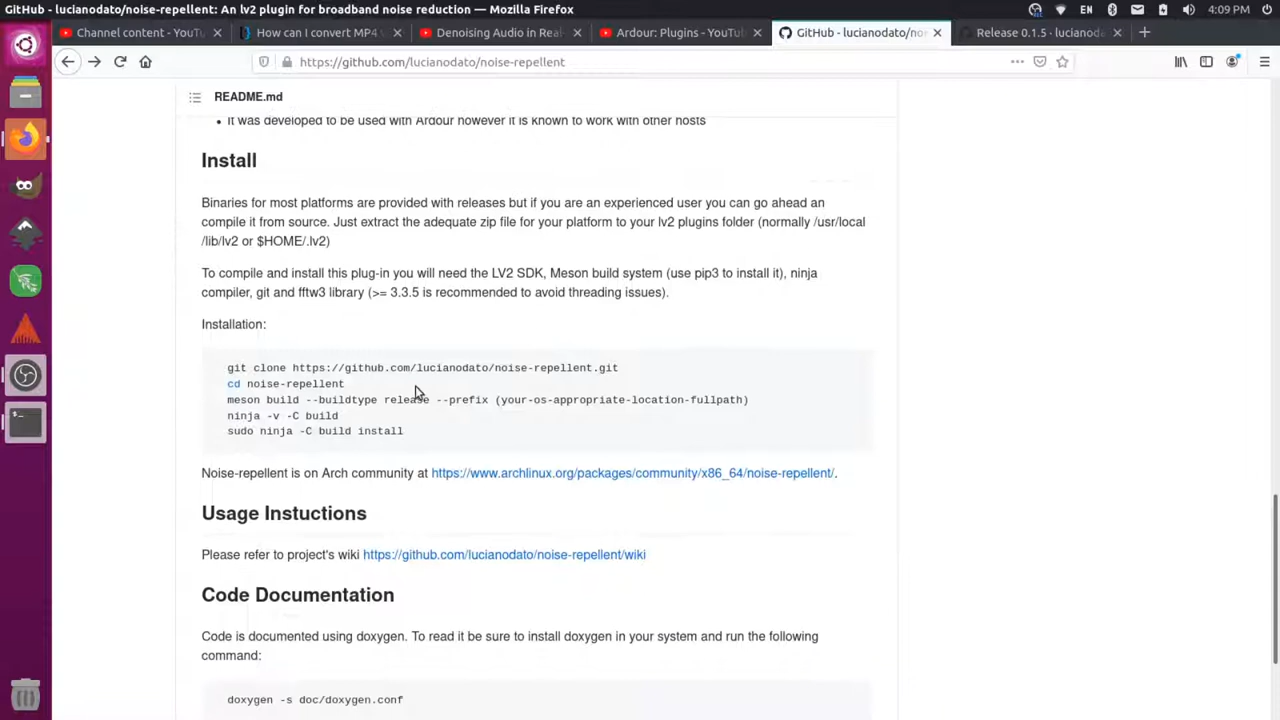 GitHub - lucianodato/noise-repellent: An lv2 plugin for broadband noise reduction — Mozilla Firefox
EN
4:09 PM
Channel content - YouTu
How can I convert MP4 v
Denoising Audio in Real-
Ardour: Plugins - YouTub
GitHub - lucianodato/noi
Release 0.1.5 · lucianoda
https://github.com/lucianodato/noise-repellent
README.md
• It was developed to be used with Ardour however it is known to work with other hosts
Install
Binaries for most platforms are provided with releases but if you are an experienced user you can go ahead an
compile it from source. Just extract the adequate zip file for your platform to your lv2 plugins folder (normally /usr/local
/lib/lv2 or $HOME/.lv2)
To compile and install this plug-in you will need the LV2 SDK, Meson build system (use pip3 to install it), ninja
compiler, git and fftw3 library (>= 3.3.5 is recommended to avoid threading issues).
Installation:
git clone https://github.com/lucianodato/noise-repellent.git
cd noise-repellent
meson build --buildtype release --prefix (your-os-appropriate-location-fullpath)
ninja -v -C build
sudo ninja -C build install
Noise-repellent is on Arch community at https://www.archlinux.org/packages/community/x86_64/noise-repellent/.
Usage Instuctions
Please refer to project's wiki https://github.com/lucianodato/noise-repellent/wiki
Code Documentation
Code is documented using doxygen. To read it be sure to install doxygen in your system and run the following
command:
doxygen -s doc/doxygen.conf